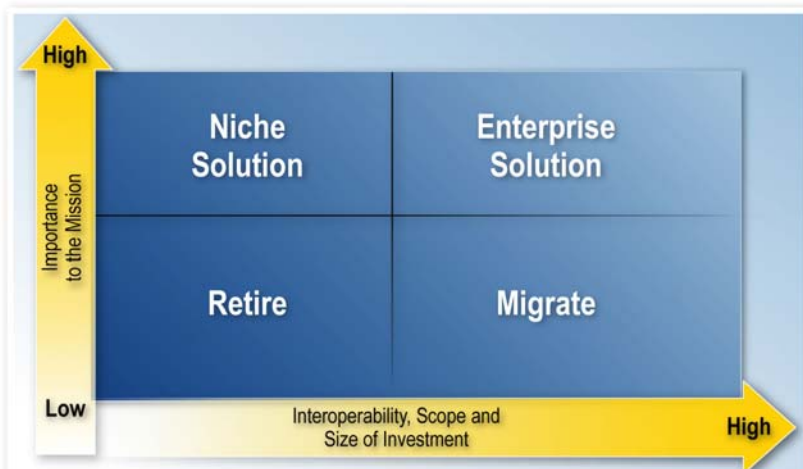 High
Niche
Solution
Enterprise
Solution
Importance
to the Mission
Retire
Migrate
Low
Interoperability, Scope and
Size of Investment
High